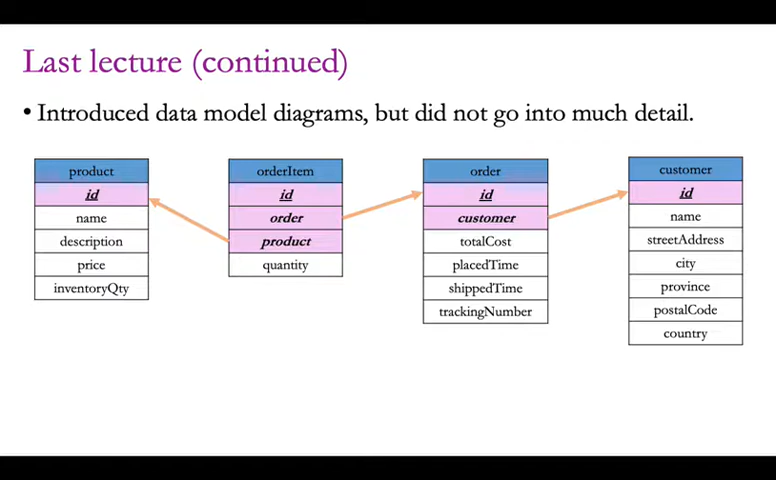 Last lecture (continued)
• Introduced data model diagrams, but did not go into much detail.
product
id
name
description
price
inventoryQty
orderItem
id
order
product
quantity
order
id
customer
totalCost
placedTime
shippedTime
trackingNumber
customer
id
name
streetAddress
city
province
postalCode
country